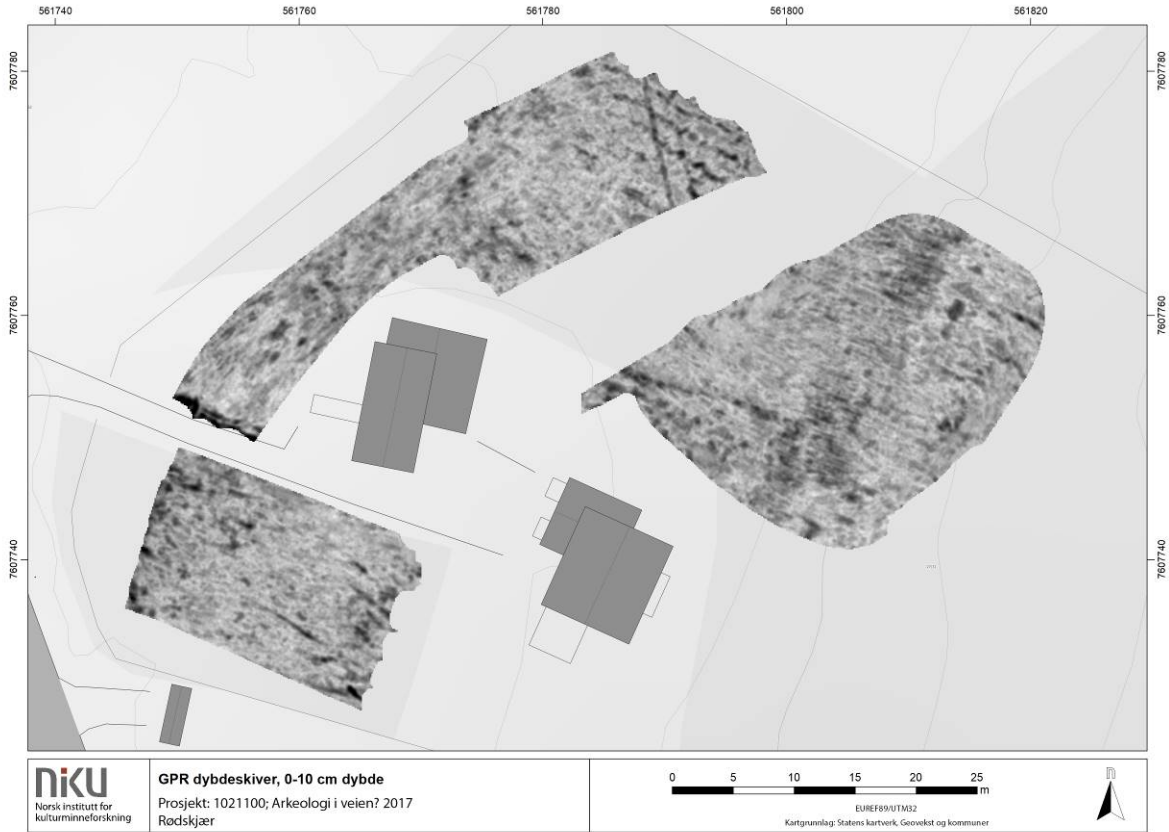 561740 561760 561780 561800 561820
7607780 7607780
7607760 7607760
7607740 7607740
niku
Norsk institutt for
kulturminneforskning
GPR dybdeskiver, 0-10 cm dybde
Prosjekt: 1021100; Arkeologi i veien? 2017
Rødskjær
0 5 10 15 20 25
m
EUREF89/UTM32
Kartgrunnlag: Statens kartverk, Geovekst og kommuner
n